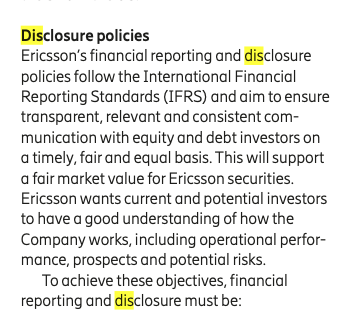 Disclosure policies
Ericsson's financial reporting and disclosure
policies follow the International Financial
Reporting Standards (IFRS) and aim to ensure
transparent, relevant and consistent com-
munication with equity and debt investors on
a timely, fair and equal basis. This will support
a fair market value for Ericsson securities.
Ericsson wants current and potential investors
to have a good understanding of how the
Company works, including operational perfor-
mance, prospects and potential risks.
To achieve these objectives, financial
reporting and disclosure must be: